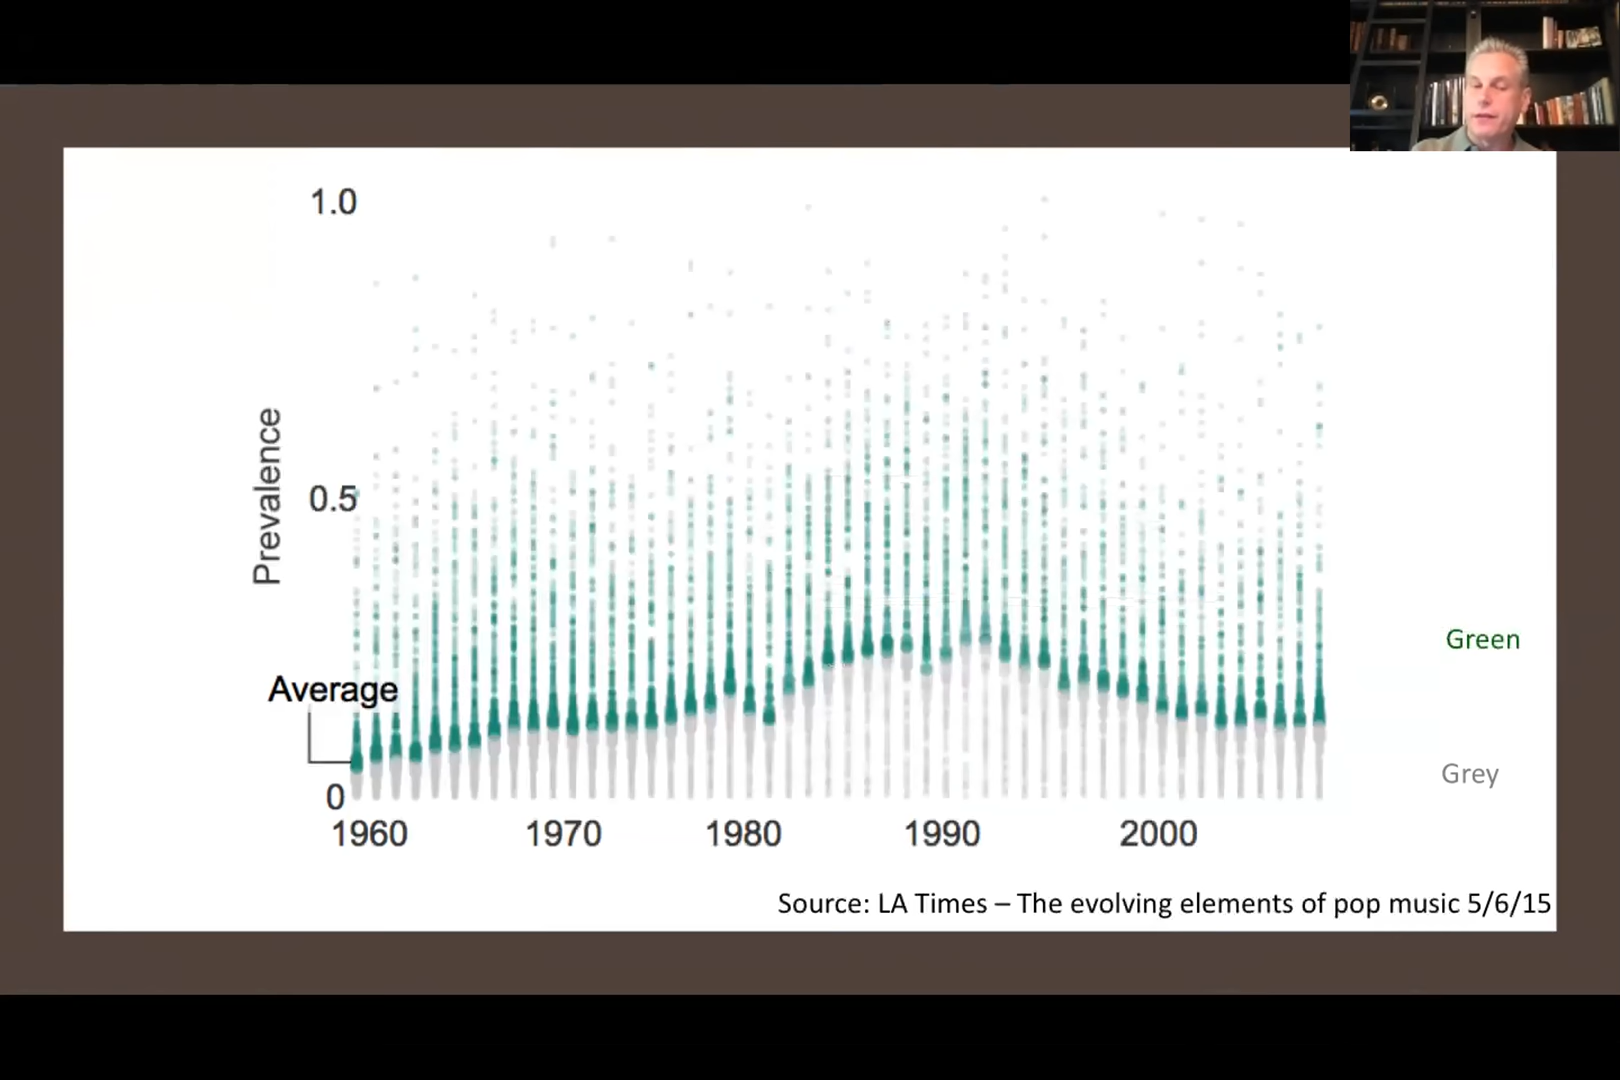 1.0
Prevalence
0.5
Green
Average
Grey
0
1960 1970 1980 1990 2000
Source: LA Times – The evolving elements of pop music 5/6/15